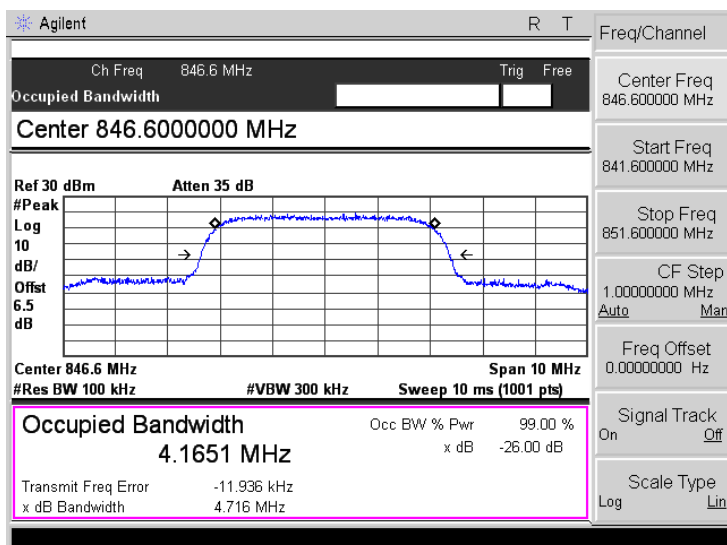 Agilent R T
Ch Freq 846.6 MHz Trig Free
Occupied Bandwidth
Center 846.6000000 MHz
Ref 30 dBm Atten 35 dB
#Peak
Log
10
dB/
Offst
6.5
dB
Center 846.6 MHz Span 10 MHz
#Res BW 100 kHz #VBW 300 kHz Sweep 10 ms (1001 pts)
Occupied Bandwidth Occ BW % Pwr 99.00 %
4.1651 MHz x dB -26.00 dB
Transmit Freq Error -11.936 kHz
x dB Bandwidth 4.716 MHz
Freq/Channel
Center Freq
846.600000 MHz
Start Freq
841.600000 MHz
Stop Freq
851.600000 MHz
CF Step
1.00000000 MHz
Auto Man
Freq Offset
0.00000000 Hz
Signal Track
On Off
Scale Type
Log Lin